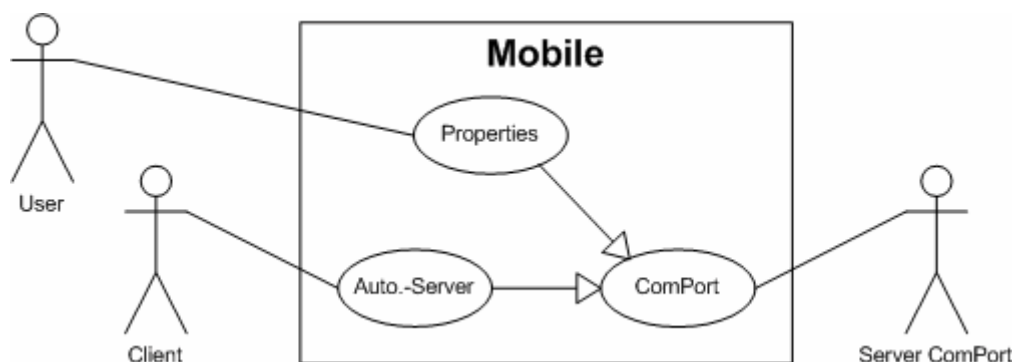 Mobile
Properties
User
Auto.-Server
ComPort
Client
Server ComPort